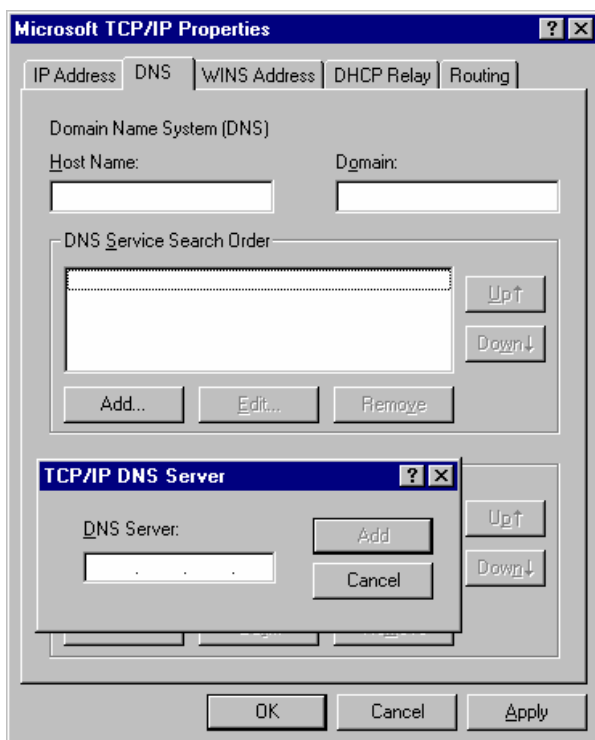 Microsoft TCP/IP Properties
IP Address DNS WINS Address DHCP Relay Routing
Domain Name System (DNS)
Host Name: Domain:
DNS Service Search Order
Up↑
Down↓
Add... Edit... Remove
TCP/IP DNS Server
DNS Server:
Add
Cancel
Up↑
Down↓
OK Cancel Apply